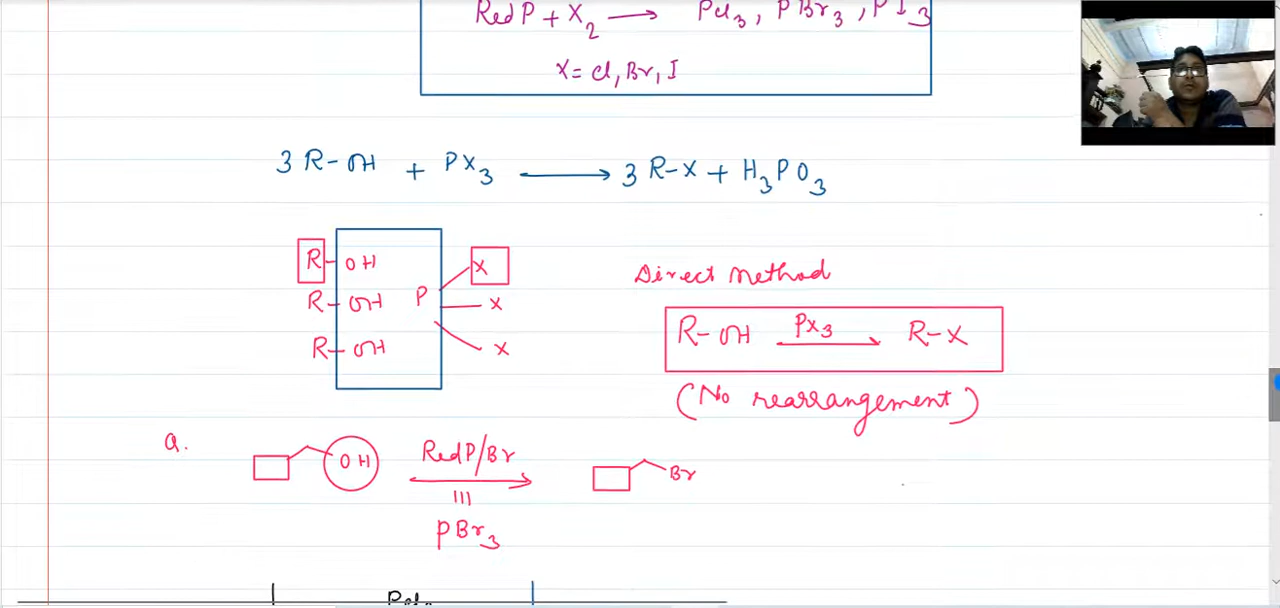 Red P + X2 → PCl3, PBr3, PI3
X = Cl, Br, I
3 R-OH + PX3 → 3 R-X + H3PO3
R-OH P X
R-OH X
R-OH X
Direct Method
R-OH PX3 → R-X
(No rearrangement)
Q.
OH Red P/Br → Br
III
PBr3